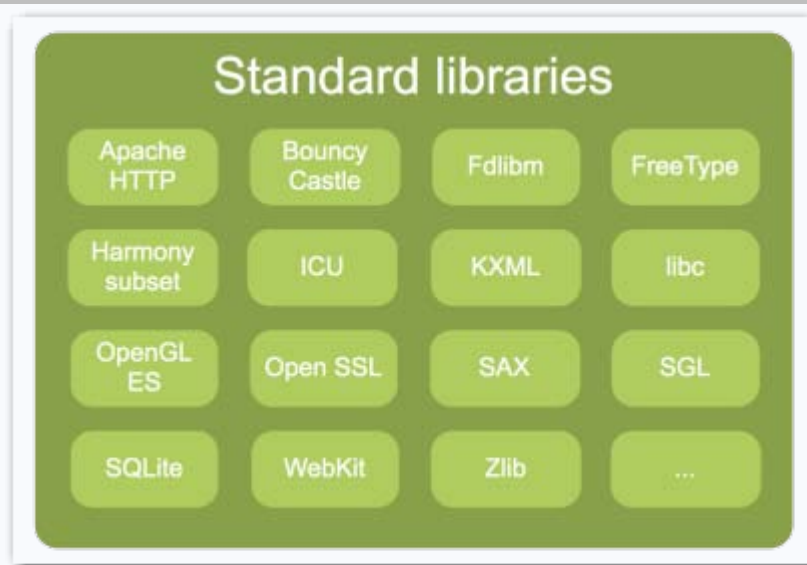 Standard libraries
Apache
HTTP
Bouncy
Castle
Fdlibm
FreeType
Harmony
subset
ICU
KXML
libc
OpenGL
ES
Open SSL
SAX
SGL
SQLite
WebKit
Zlib
...